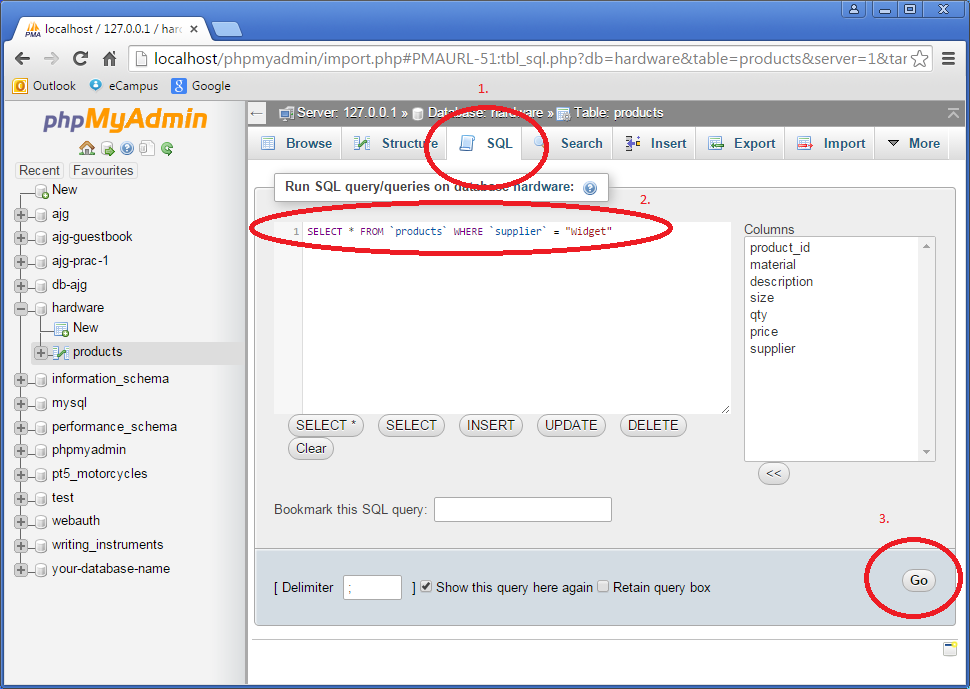 localhost / 127.0.0.1 / hard
localhost/phpmyadmin/import.php#PMAURL-51:tbl_sql.php?db=hardware&table=products&server=1&tar
Outlook eCampus Google
1.
phpMyAdmin
Server: 127.0.0.1 » Database: hardware » Table: products
Browse Structure SQL Search Insert Export Import More
Recent Favourites
New
ajg
ajg-guestbook
ajg-prac-1
db-ajg
hardware
New
products
information_schema
mysql
performance_schema
phpmyadmin
pt5_motorcycles
test
webauth
writing_instruments
your-database-name
Run SQL query/queries on database hardware:
2.
1 SELECT * FROM `products` WHERE `supplier` = "Widget"
Columns
product_id
material
description
size
qty
price
supplier
SELECT * SELECT INSERT UPDATE DELETE
Clear
<<
Bookmark this SQL query:
3.
[ Delimiter ; ] Show this query here again Retain query box
Go